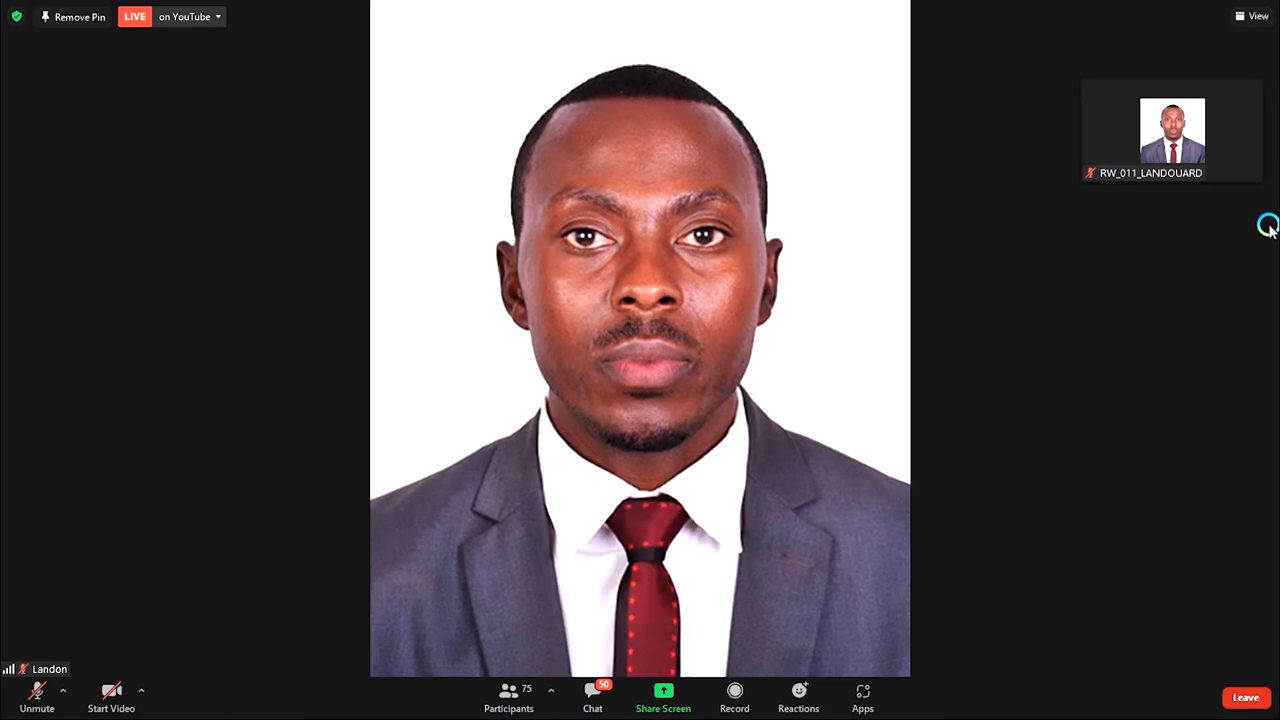 Remove Pin
LIVE on YouTube
View
RW_011_LANDOUARD
Landon
Unmute
Start Video
Participants 75
Chat 50
Share Screen
Record
Reactions
Apps
Leave